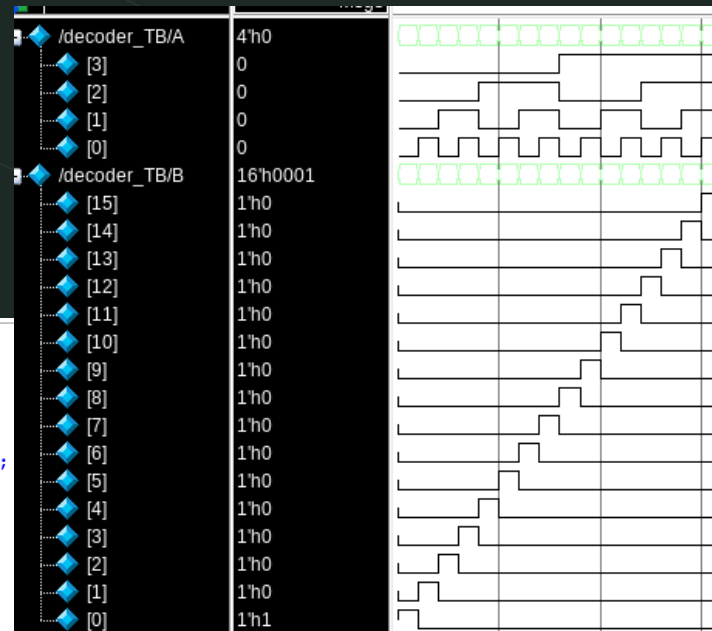 /decoder_TB/A 4'h0
[3] 0
[2] 0
[1] 0
[0] 0
/decoder_TB/B 16'h0001
[15] 1'h0
[14] 1'h0
[13] 1'h0
[12] 1'h0
[11] 1'h0
[10] 1'h0
[9] 1'h0
[8] 1'h0
[7] 1'h0
[6] 1'h0
; [5] 1'h0
[4] 1'h0
[3] 1'h0
[2] 1'h0
[1] 1'h0
[0] 1'h1